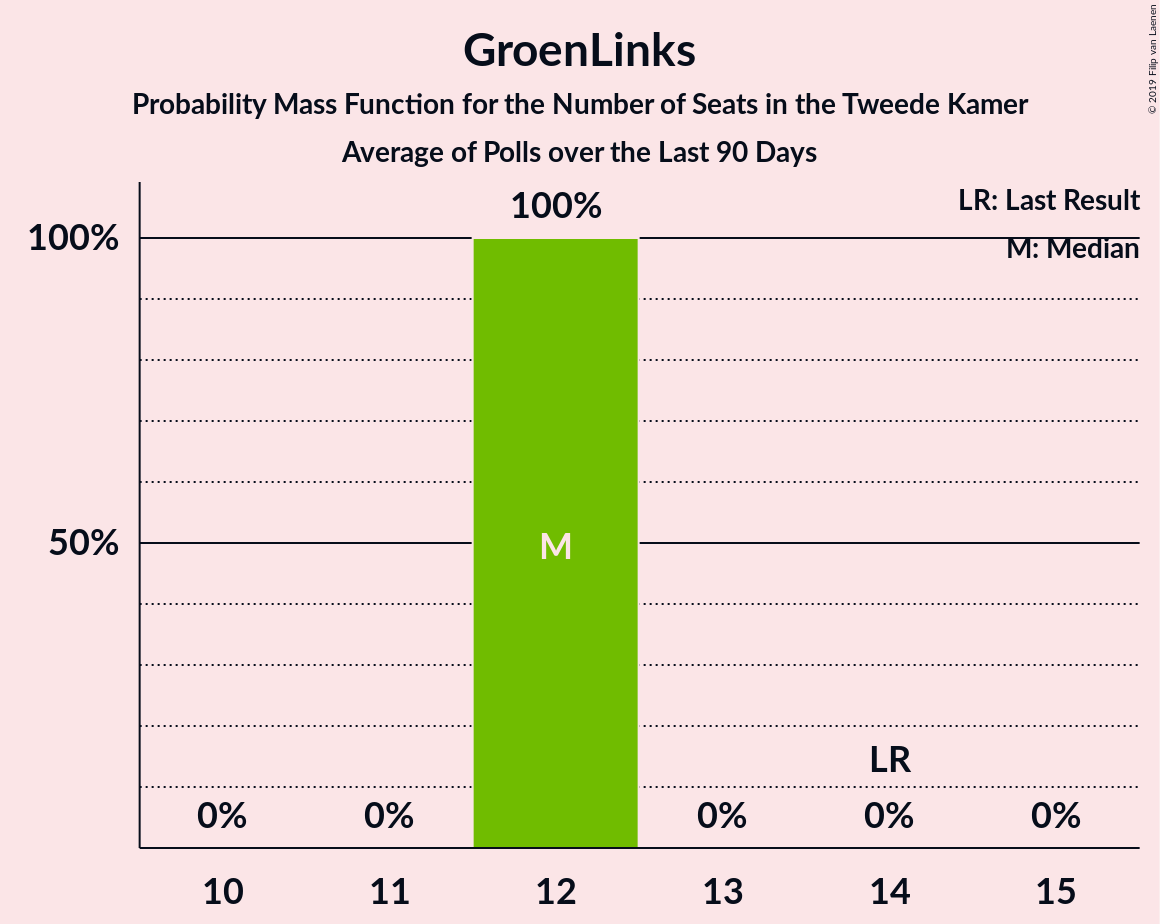 GroenLinks
Probability Mass Function for the Number of Seats in the Tweede Kamer
Average of Polls over the Last 90 Days
© 2019 Filip van Laenen
LR: Last Result
M: Median
100%
100%
50%
M
LR
0%
0%
0%
0%
0%
10
11
12
13
14
15